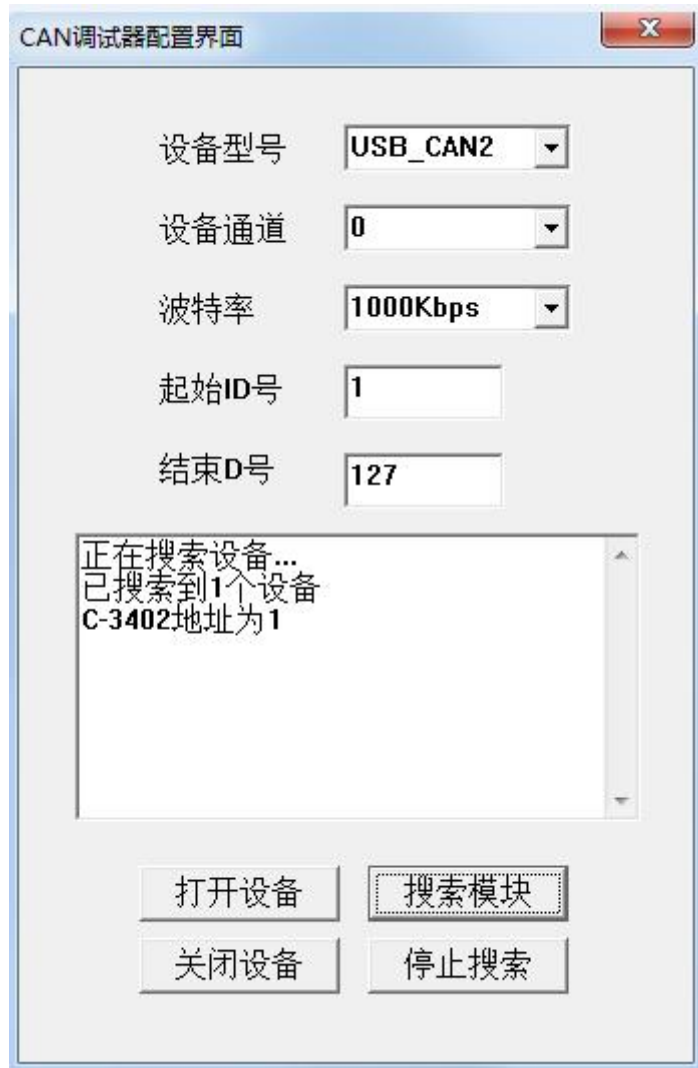 CAN调试器配置界面
设备型号 USB_CAN2
设备通道 0
波特率 1000Kbps
起始ID号 1
结束D号 127
正在搜索设备...
已搜索到1个设备
C-3402地址为1
打开设备 搜索模块
关闭设备 停止搜索